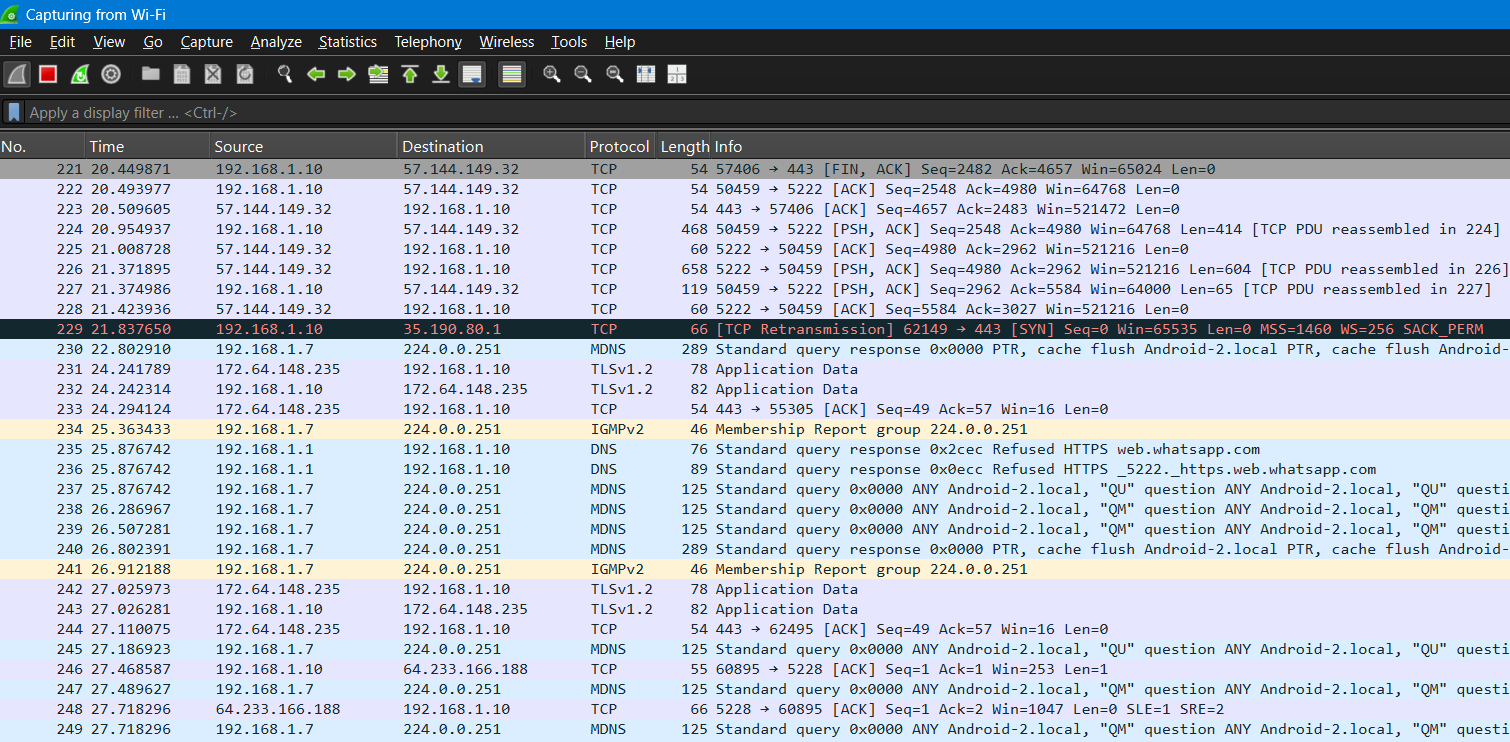 Capturing from Wi-Fi
File Edit View Go Capture Analyze Statistics Telephony Wireless Tools Help
Apply a display filter ... <Ctrl-/>
No. Time Source Destination Protocol Length Info
221 20.449871 192.168.1.10 57.144.149.32 TCP 54 57406 → 443 [FIN, ACK] Seq=2482 Ack=4657 Win=65024 Len=0
222 20.493977 192.168.1.10 57.144.149.32 TCP 54 50459 → 5222 [ACK] Seq=2548 Ack=4980 Win=64768 Len=0
223 20.509605 57.144.149.32 192.168.1.10 TCP 54 443 → 57406 [ACK] Seq=4657 Ack=2483 Win=521472 Len=0
224 20.954937 192.168.1.10 57.144.149.32 TCP 468 50459 → 5222 [PSH, ACK] Seq=2548 Ack=4980 Win=64768 Len=414 [TCP PDU reassembled in 224]
225 21.008728 57.144.149.32 192.168.1.10 TCP 60 5222 → 50459 [ACK] Seq=4980 Ack=2962 Win=521216 Len=0
226 21.371895 57.144.149.32 192.168.1.10 TCP 658 5222 → 50459 [PSH, ACK] Seq=4980 Ack=2962 Win=521216 Len=604 [TCP PDU reassembled in 226]
227 21.374986 192.168.1.10 57.144.149.32 TCP 119 50459 → 5222 [PSH, ACK] Seq=2962 Ack=5584 Win=64000 Len=65 [TCP PDU reassembled in 227]
228 21.423936 57.144.149.32 192.168.1.10 TCP 60 5222 → 50459 [ACK] Seq=5584 Ack=3027 Win=521216 Len=0
229 21.837650 192.168.1.10 35.190.80.1 TCP 66 [TCP Retransmission] 62149 → 443 [SYN] Seq=0 Win=65535 Len=0 MSS=1460 WS=256 SACK_PERM
230 22.802910 192.168.1.7 224.0.0.251 MDNS 289 Standard query response 0x0000 PTR, cache flush Android-2.local PTR, cache flush Android-
231 24.241789 172.64.148.235 192.168.1.10 TLSv1.2 78 Application Data
232 24.242314 192.168.1.10 172.64.148.235 TLSv1.2 82 Application Data
233 24.294124 172.64.148.235 192.168.1.10 TCP 54 443 → 55305 [ACK] Seq=49 Ack=57 Win=16 Len=0
234 25.363433 192.168.1.7 224.0.0.251 IGMPv2 46 Membership Report group 224.0.0.251
235 25.876742 192.168.1.1 192.168.1.10 DNS 76 Standard query response 0x2cec Refused HTTPS web.whatsapp.com
236 25.876742 192.168.1.1 192.168.1.10 DNS 89 Standard query response 0x0ecc Refused HTTPS _5222._https.web.whatsapp.com
237 25.876742 192.168.1.7 224.0.0.251 MDNS 125 Standard query 0x0000 ANY Android-2.local, "QU" question ANY Android-2.local, "QU" questi
238 26.286967 192.168.1.7 224.0.0.251 MDNS 125 Standard query 0x0000 ANY Android-2.local, "QM" question ANY Android-2.local, "QM" questi
239 26.507281 192.168.1.7 224.0.0.251 MDNS 125 Standard query 0x0000 ANY Android-2.local, "QM" question ANY Android-2.local, "QM" questi
240 26.802391 192.168.1.7 224.0.0.251 MDNS 289 Standard query response 0x0000 PTR, cache flush Android-2.local PTR, cache flush Android-
241 26.912188 192.168.1.7 224.0.0.251 IGMPv2 46 Membership Report group 224.0.0.251
242 27.025973 172.64.148.235 192.168.1.10 TLSv1.2 78 Application Data
243 27.026281 192.168.1.10 172.64.148.235 TLSv1.2 82 Application Data
244 27.110075 172.64.148.235 192.168.1.10 TCP 54 443 → 62495 [ACK] Seq=49 Ack=57 Win=16 Len=0
245 27.186923 192.168.1.7 224.0.0.251 MDNS 125 Standard query 0x0000 ANY Android-2.local, "QU" question ANY Android-2.local, "QU" questi
246 27.468587 192.168.1.10 64.233.166.188 TCP 55 60895 → 5228 [ACK] Seq=1 Ack=1 Win=253 Len=1
247 27.489627 192.168.1.7 224.0.0.251 MDNS 125 Standard query 0x0000 ANY Android-2.local, "QM" question ANY Android-2.local, "QM" questi
248 27.718296 64.233.166.188 192.168.1.10 TCP 66 5228 → 60895 [ACK] Seq=1 Ack=2 Win=1047 Len=0 SLE=1 SRE=2
249 27.718296 192.168.1.7 224.0.0.251 MDNS 125 Standard query 0x0000 ANY Android-2.local, "QM" question ANY Android-2.local, "QM" questi